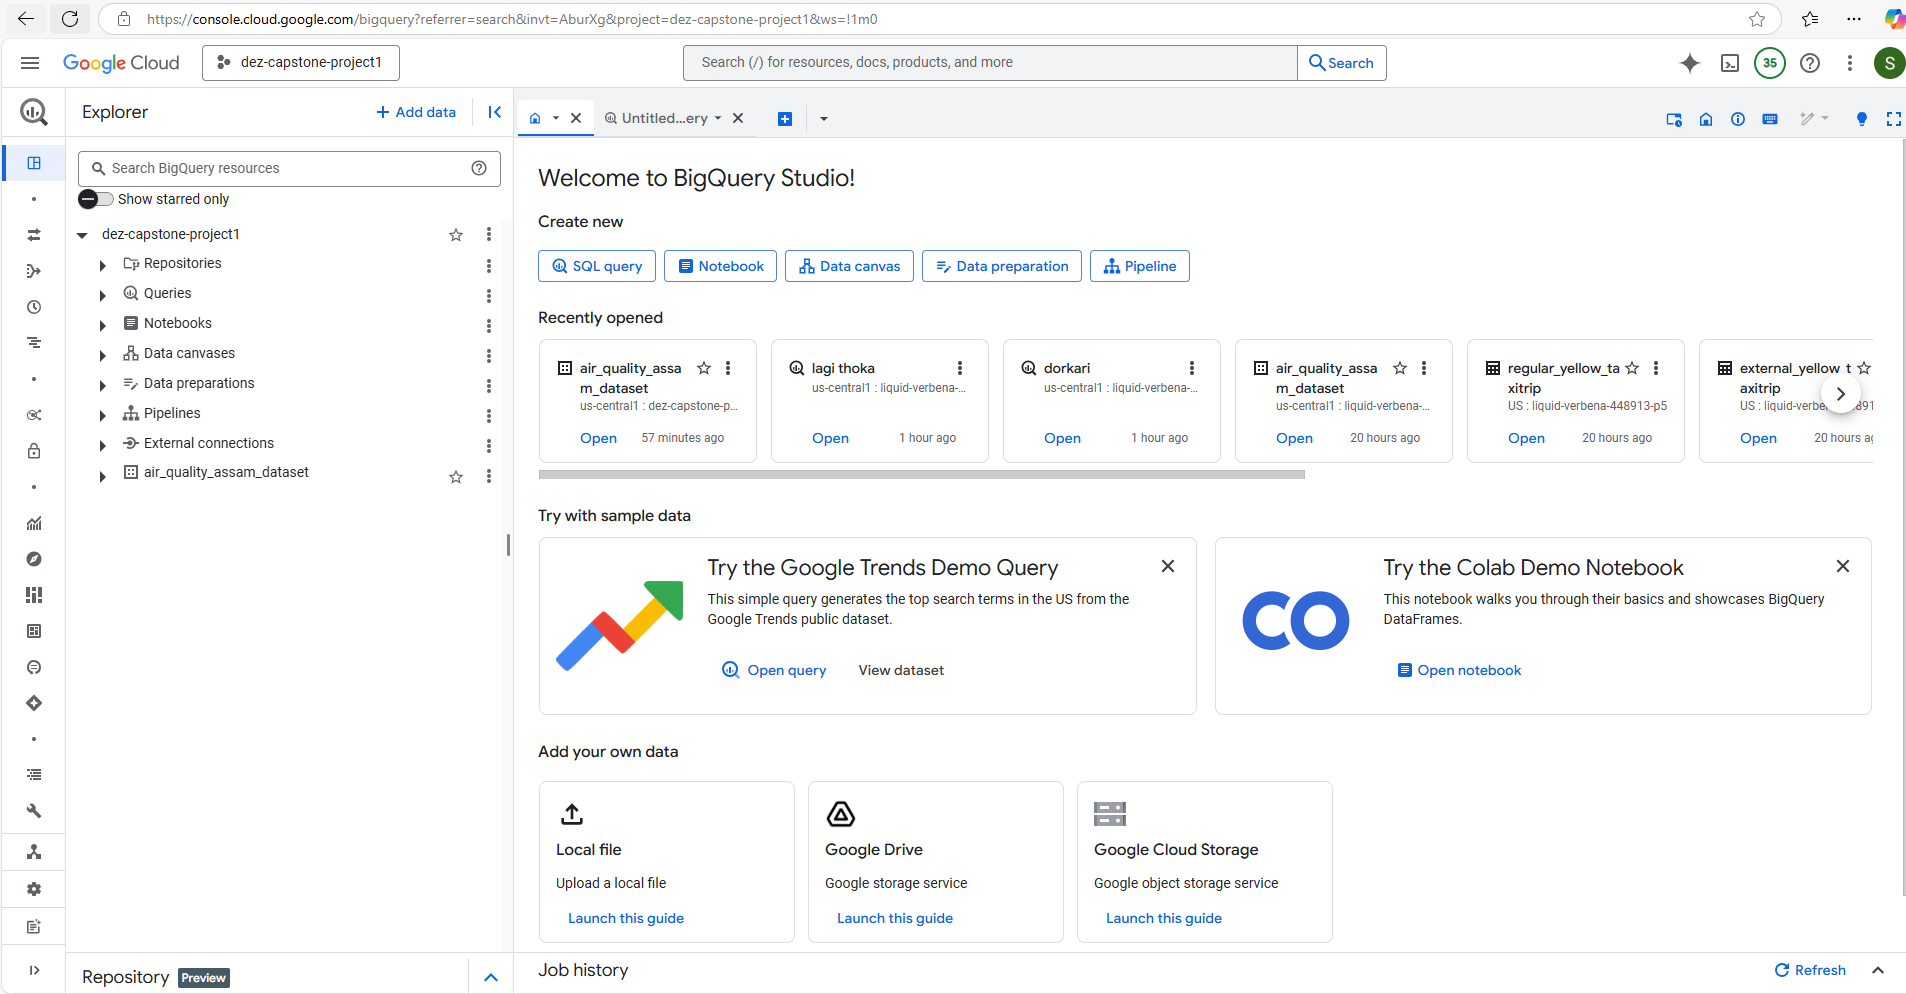 https://console.cloud.google.com/bigquery?referrer=search&invt=AburXg&project=dez-capstone-project1&ws=!1m0
Google Cloud
dez-capstone-project1
Search (/) for resources, docs, products, and more
Search
35
S
Explorer
+ Add data
Untitled...ery
Search BigQuery resources
Show starred only
dez-capstone-project1
Repositories
Queries
Notebooks
Data canvases
Data preparations
Pipelines
External connections
air_quality_assam_dataset
Repository Preview
Welcome to BigQuery Studio!
Create new
SQL query
Notebook
Data canvas
Data preparation
Pipeline
Recently opened
air_quality_assa
m_dataset
us-central1 : dez-capstone-p...
Open 57 minutes ago
lagi thoka
us-central1 : liquid-verbena-...
Open 1 hour ago
dorkari
us-central1 : liquid-verbena-...
Open 1 hour ago
air_quality_assa
m_dataset
us-central1 : liquid-verbena-...
Open 20 hours ago
regular_yellow_ta
xitrip
US : liquid-verbena-448913-p5
Open 20 hours ago
external_yellow_t
axitrip
US : liquid-verbe
Open 20 hours
Try with sample data
Try the Google Trends Demo Query
This simple query generates the top search terms in the US from the
Google Trends public dataset.
Open query View dataset
Try the Colab Demo Notebook
This notebook walks you through their basics and showcases BigQuery
DataFrames.
Open notebook
Add your own data
Local file
Upload a local file
Launch this guide
Google Drive
Google storage service
Launch this guide
Google Cloud Storage
Google object storage service
Launch this guide
Job history
Refresh